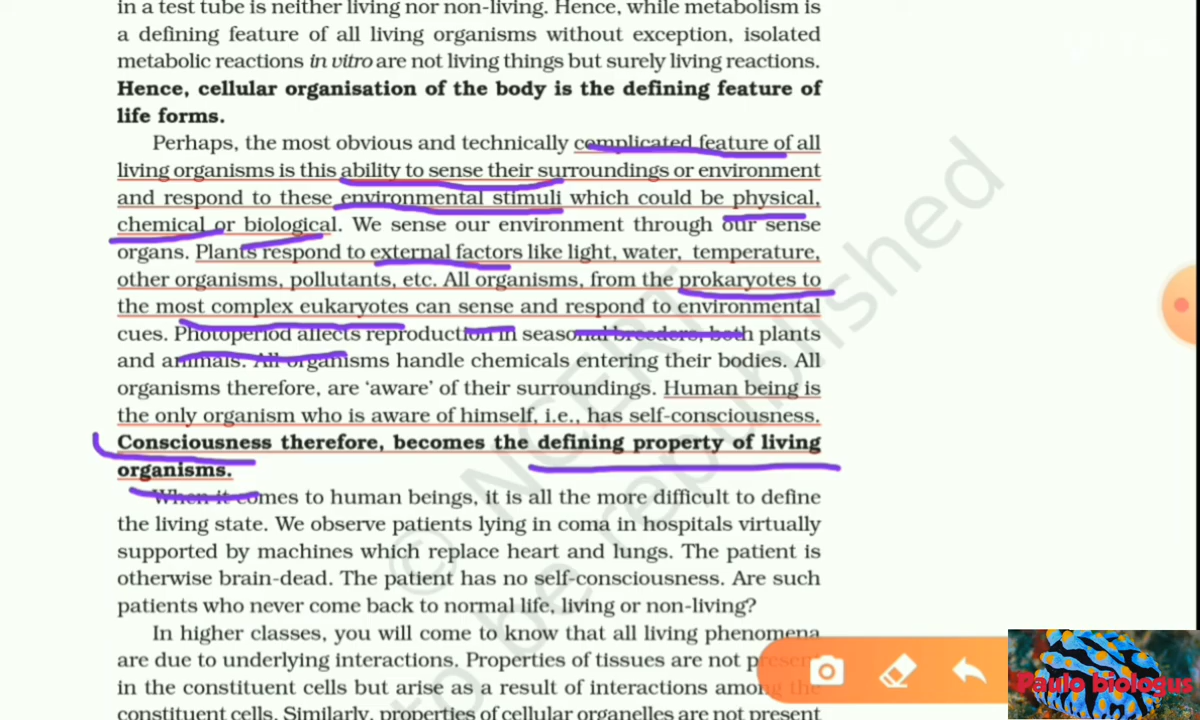 in a test tube is neither living nor non-living. Hence, while metabolism is
a defining feature of all living organisms without exception, isolated
metabolic reactions in vitro are not living things but surely living reactions.
Hence, cellular organisation of the body is the defining feature of
life forms.
Perhaps, the most obvious and technically complicated feature of all
living organisms is this ability to sense their surroundings or environment
and respond to these environmental stimuli which could be physical,
chemical or biological. We sense our environment through our sense
organs. Plants respond to external factors like light, water, temperature,
other organisms, pollutants, etc. All organisms, from the prokaryotes to
the most complex eukaryotes can sense and respond to environmental
cues. Photoperiod affects reproduction in seasonal breeders, both plants
and animals. All organisms handle chemicals entering their bodies. All
organisms therefore, are ‘aware’ of their surroundings. Human being is
the only organism who is aware of himself, i.e., has self-consciousness.
Consciousness therefore, becomes the defining property of living
organisms.
When it comes to human beings, it is all the more difficult to define
the living state. We observe patients lying in coma in hospitals virtually
supported by machines which replace heart and lungs. The patient is
otherwise brain-dead. The patient has no self-consciousness. Are such
patients who never come back to normal life, living or non-living?
In higher classes, you will come to know that all living phenomena
are due to underlying interactions. Properties of tissues are not present
in the constituent cells but arise as a result of interactions among the
constituent cells. Similarly, properties of cellular organelles are not present
© NCERT
to be republished
Paulo biologus